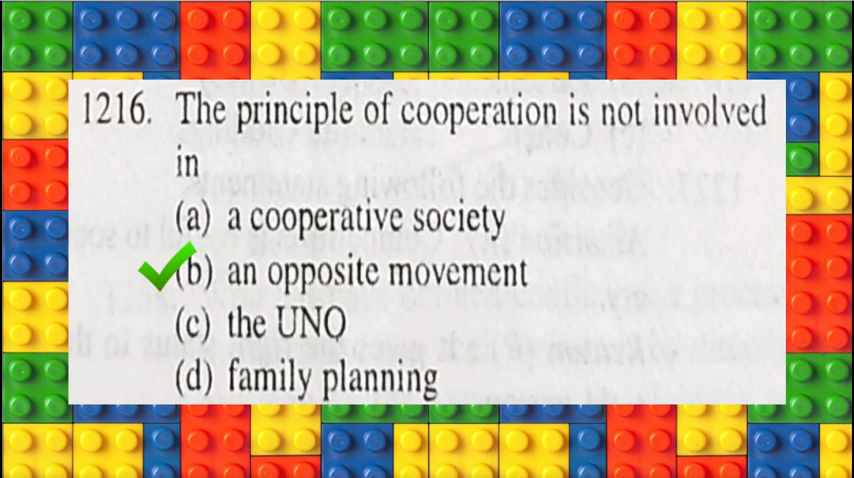 1216. The principle of cooperation is not involved
in
(a) a cooperative society
(b) an opposite movement
(c) the UNO
(d) family planning